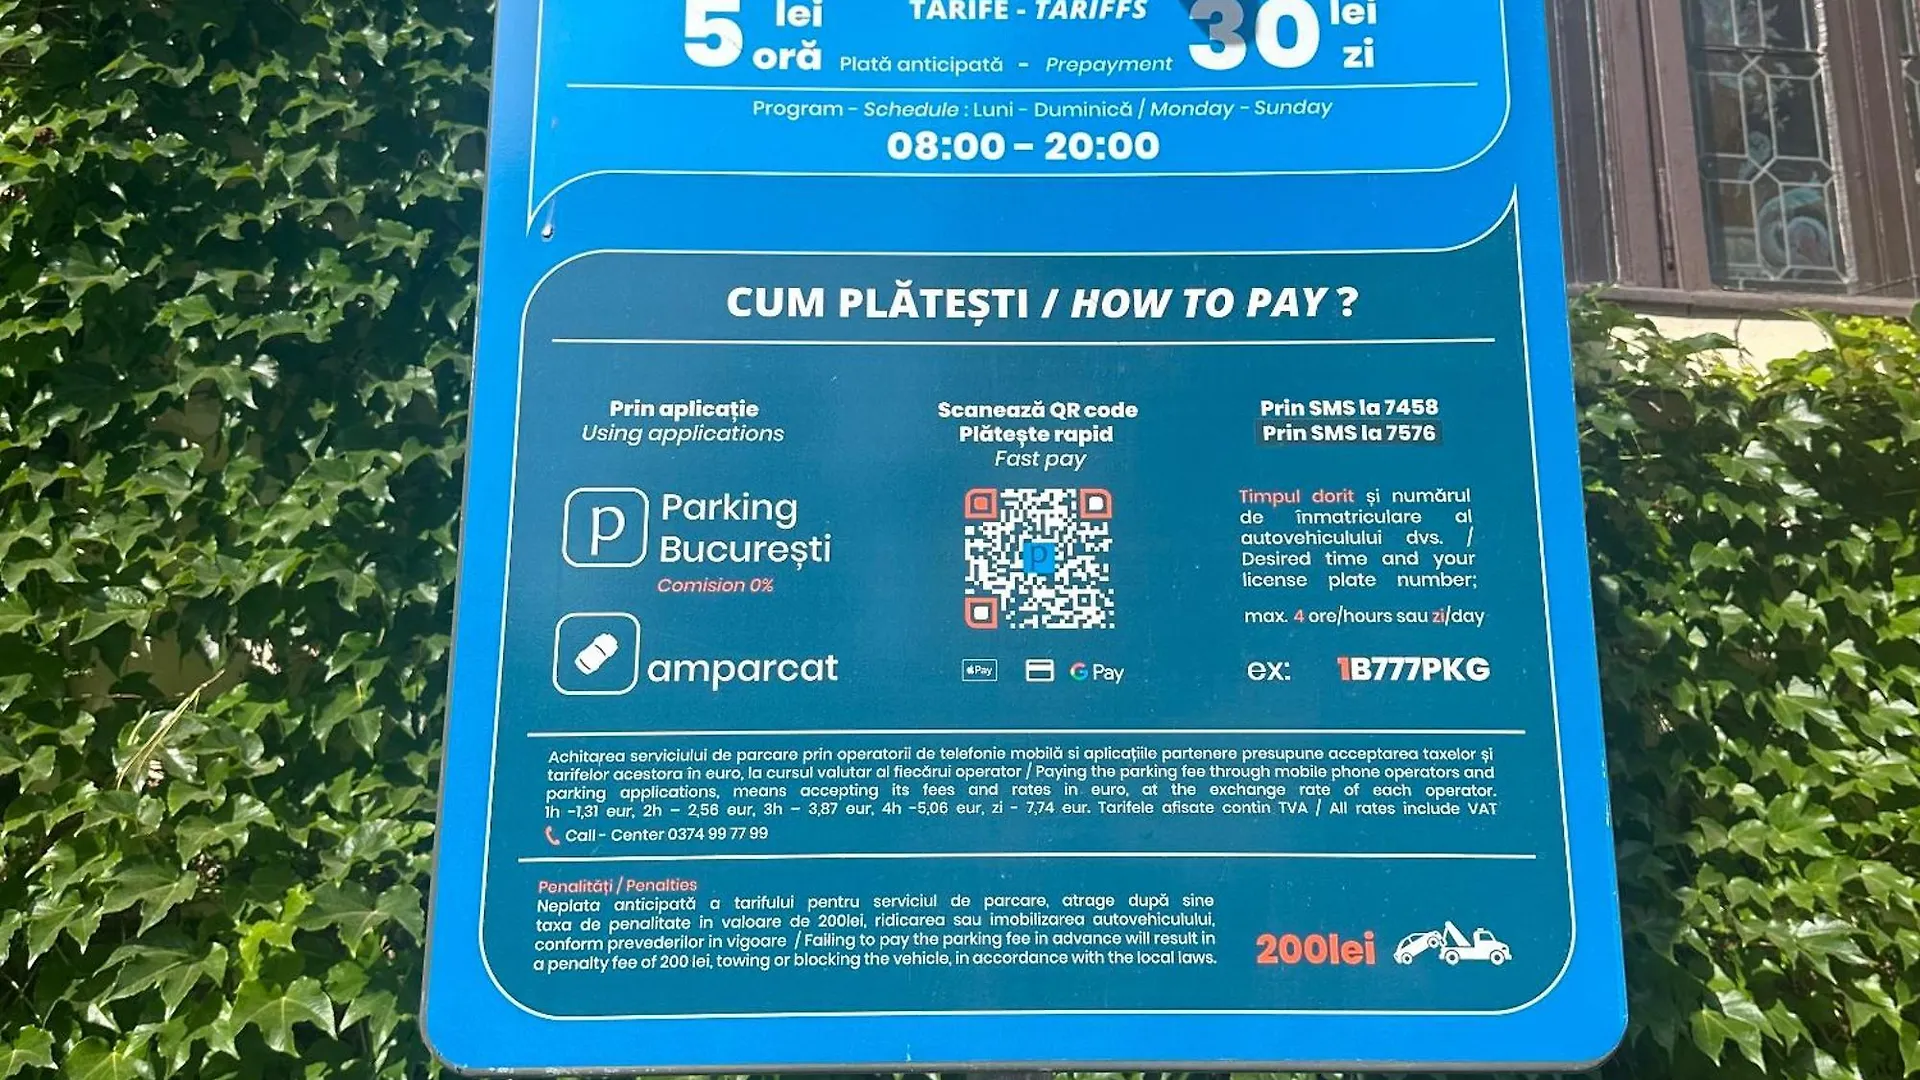 5 lei oră
TARIFE - TARIFFS
30 lei zi
Plată anticipată - Prepayment
Program - Schedule : Luni - Duminică / Monday - Sunday
08:00 – 20:00
CUM PLĂTEȘTI / HOW TO PAY ?
Prin aplicație
Using applications
p Parking
București
Comision 0%
amparcat
Scanează QR code
Plătește rapid
Fast pay
p
Pay
G Pay
Prin SMS la 7458
Prin SMS la 7576
Timpul dorit și numărul
de înmatriculare al
autovehiculului dvs. /
Desired time and your
license plate number;
max. 4 ore/hours sau zi/day
ex: 1B777PKG
Achitarea serviciului de parcare prin operatorii de telefonie mobilă si aplicațiile partenere presupune acceptarea taxelor și
tarifelor acestora in euro, la cursul valutar al fiecărui operator / Paying the parking fee through mobile phone operators and
parking applications, means accepting its fees and rates in euro, at the exchange rate of each operator.
1h -1,31 eur, 2h – 2,56 eur, 3h – 3,87 eur, 4h -5,06 eur, zi - 7,74 eur. Tarifele afisate contin TVA / All rates include VAT
Call - Center 0374 99 77 99
Penalități / Penalties
Neplata anticipată a tarifului pentru serviciul de parcare, atrage după sine
taxa de penalitate in valoare de 200lei, ridicarea sau imobilizarea autovehiculului,
conform prevederilor in vigoare / Failing to pay the parking fee in advance will result in
a penalty fee of 200 lei, towing or blocking the vehicle, in accordance with the local laws.
200lei